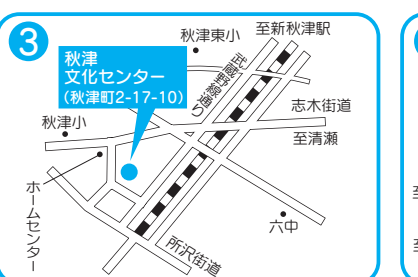 3
秋津東小
至新秋津駅
秋津
文化センター
(秋津町2-17-10)
武蔵野線通り
志木街道
秋津小
至清瀬
ホームセンター
六中
所沢街道